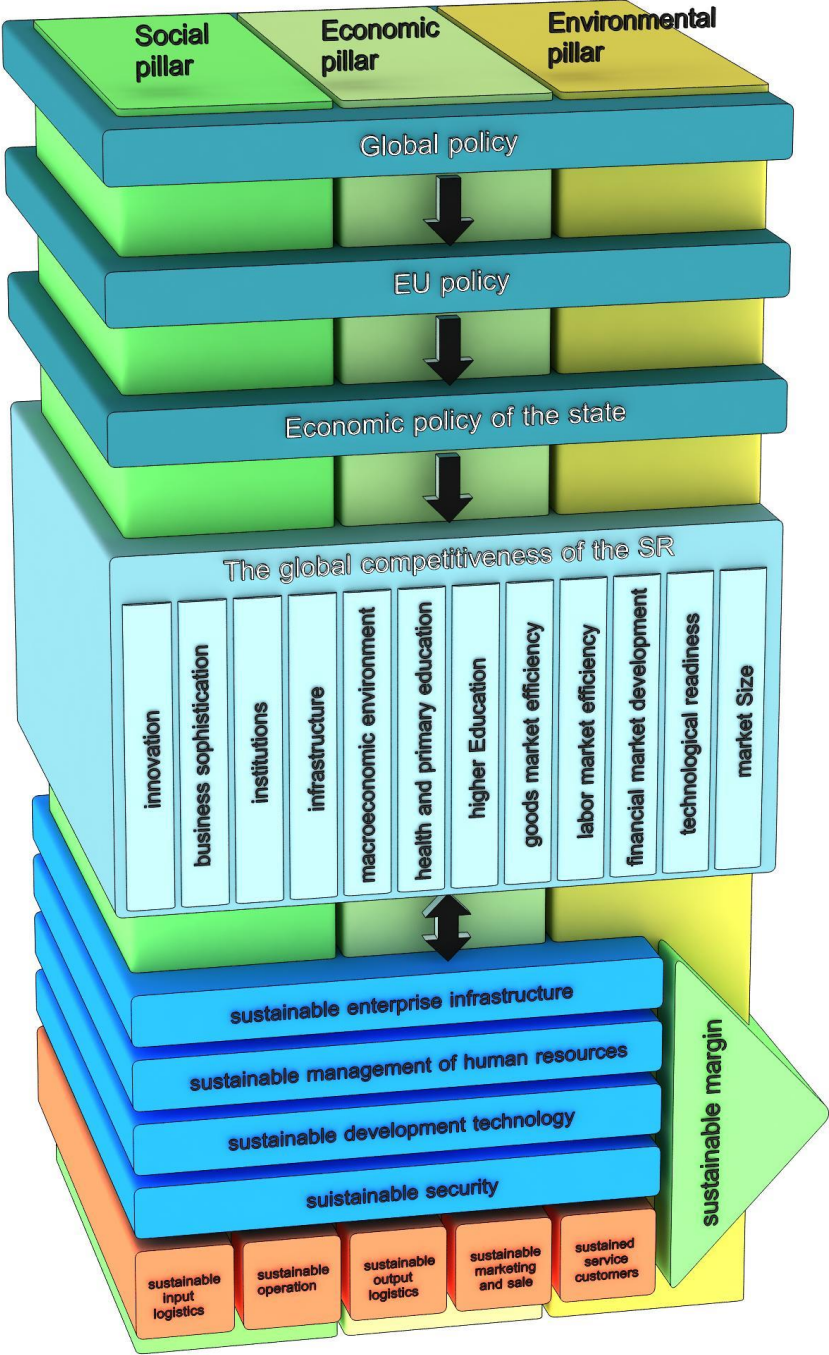 Social
pillar
Economic
pillar
Environmental
pillar
Global policy
EU policy
Economic policy of the state
The global competitiveness of the SR
innovation
business sophistication
institutions
infrastructure
macroeconomic environment
health and primary education
higher Education
goods market efficiency
labor market efficiency
financial market development
technological readiness
market Size
sustainable enterprise infrastructure
sustainable management of human resources
sustainable development technology
suistainable security
sustainable margin
sustainable
input
logistics
sustainable
operation
sustainable
output
logistics
sustainable
marketing
and sale
sustained
service
customers